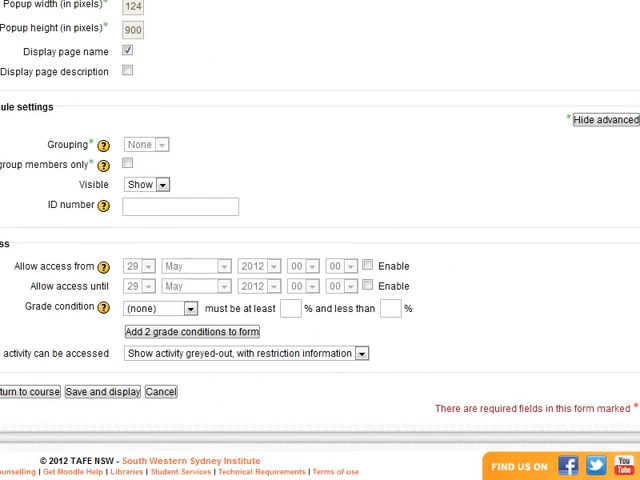 Popup width (in pixels)* 124
Popup height (in pixels)* 900
Display page name
Display page description
ule settings
* Hide advanced
Grouping* ? None
group members only* ?
Visible Show
ID number ?
ss
Allow access from ? 29 May 2012 00 00 Enable
Allow access until 29 May 2012 00 00 Enable
Grade condition ? (none) must be at least % and less than %
Add 2 grade conditions to form
activity can be accessed Show activity greyed-out, with restriction information
turn to course Save and display Cancel
There are required fields in this form marked *
© 2012 TAFE NSW - South Western Sydney Institute
ounselling | Get Moodle Help | Libraries | Student Services | Technical Requirements | Terms of use
FIND US ON f You Tube